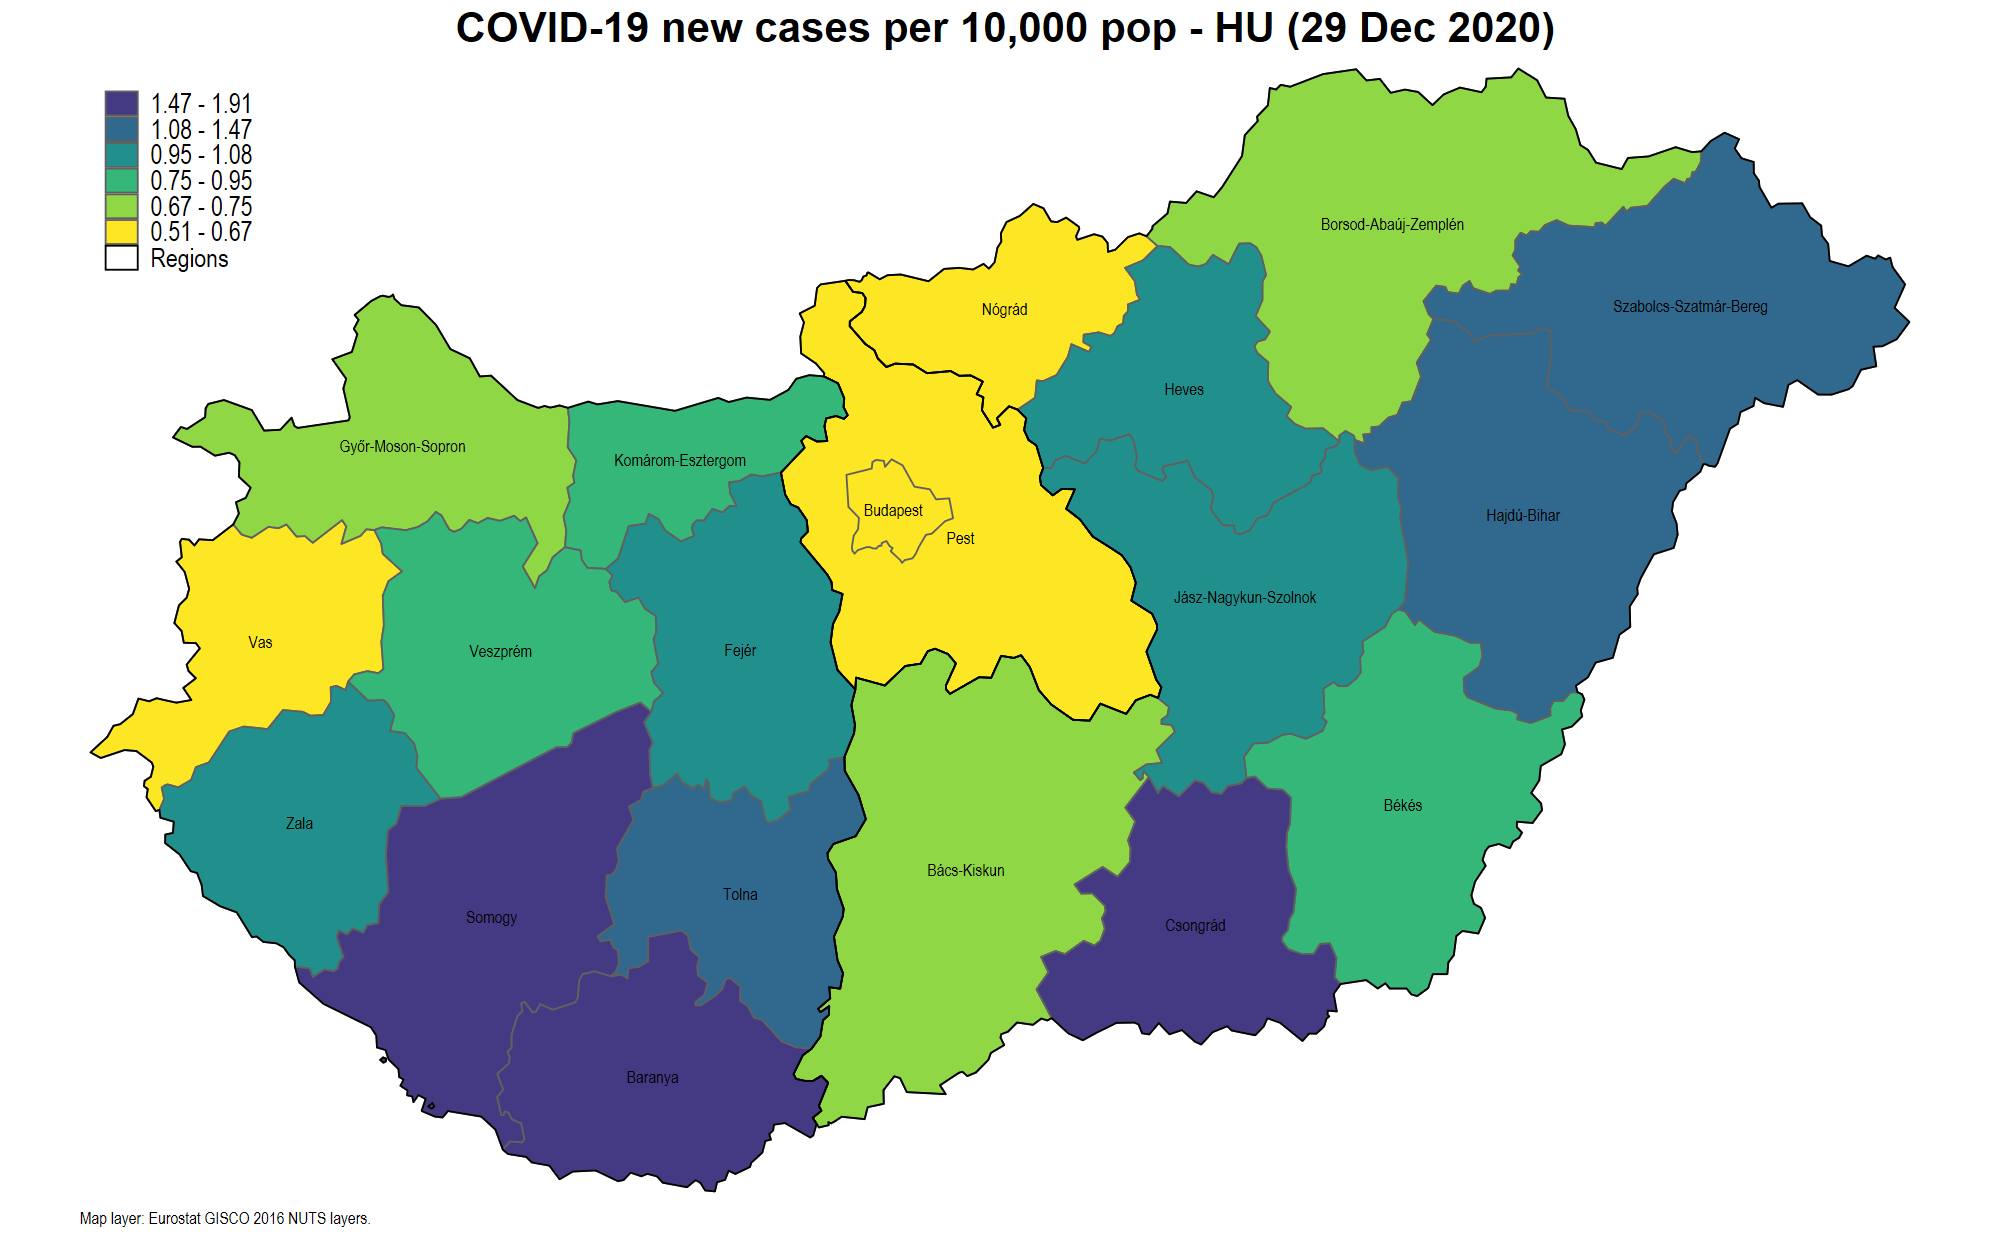 COVID-19 new cases per 10,000 pop - HU (29 Dec 2020)
1.47 - 1.91
1.08 - 1.47
0.95 - 1.08
0.75 - 0.95
0.67 - 0.75
0.51 - 0.67
Regions
Borsod-Abaúj-Zemplén
Szabolcs-Szatmár-Bereg
Nógrád
Heves
Győr-Moson-Sopron
Komárom-Esztergom
Budapest
Hajdú-Bihar
Pest
Jász-Nagykun-Szolnok
Vas
Veszprém
Fejér
Békés
Zala
Bács-Kiskun
Tolna
Somogy
Csongrád
Baranya
Map layer: Eurostat GISCO 2016 NUTS layers.